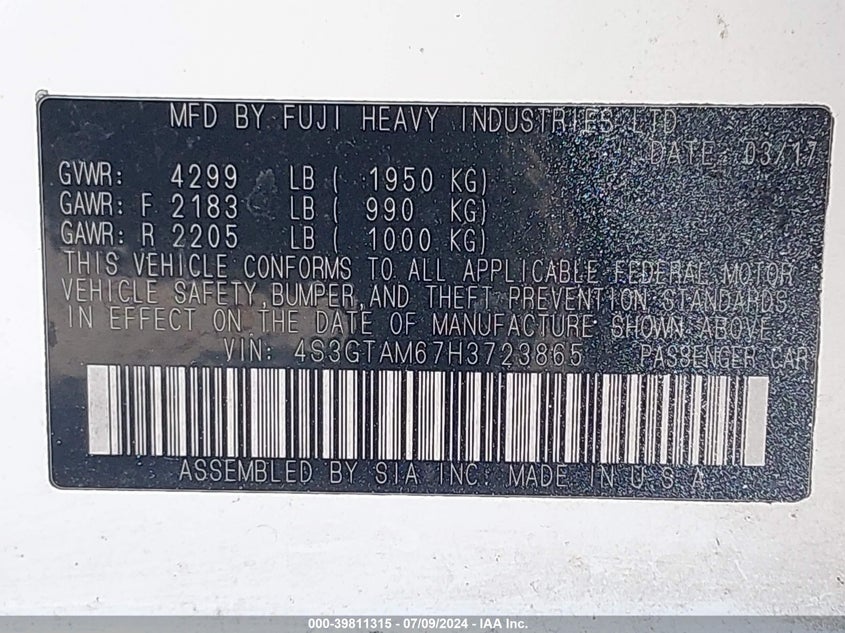 MFD BY FUJI HEAVY INDUSTRIES LTD
DATE: 03/17
GVWR: 4299 LB ( 1950 KG)
GAWR: F 2183 LB ( 990 KG)
GAWR: R 2205 LB ( 1000 KG)
THIS VEHICLE CONFORMS TO ALL APPLICABLE FEDERAL MOTOR
VEHICLE SAFETY, BUMPER, AND THEFT PREVENTION STANDARDS
IN EFFECT ON THE DATE OF MANUFACTURE SHOWN ABOVE.
VIN: 4S3GTAM67H3723865 PASSENGER CAR
ASSEMBLED BY SIA INC. MADE IN U S A
000-39811315 - 07/09/2024 - IAA Inc.